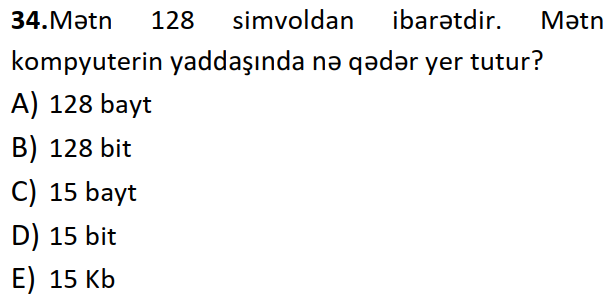 34.Mətn 128 simvoldan ibarətdir. Mətn
kompyuterin yaddaşında nə qədər yer tutur?
A) 128 bayt
B) 128 bit
C) 15 bayt
D) 15 bit
E) 15 Kb